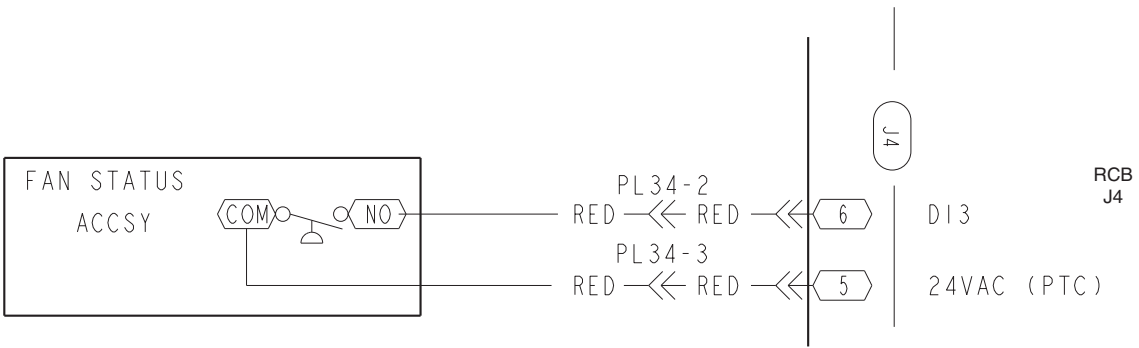 FAN STATUS
ACCSY
COM
NO
PL34-2
RED
RED
6
DI3
PL34-3
RED
RED
5
24VAC (PTC)
J4
RCB
J4